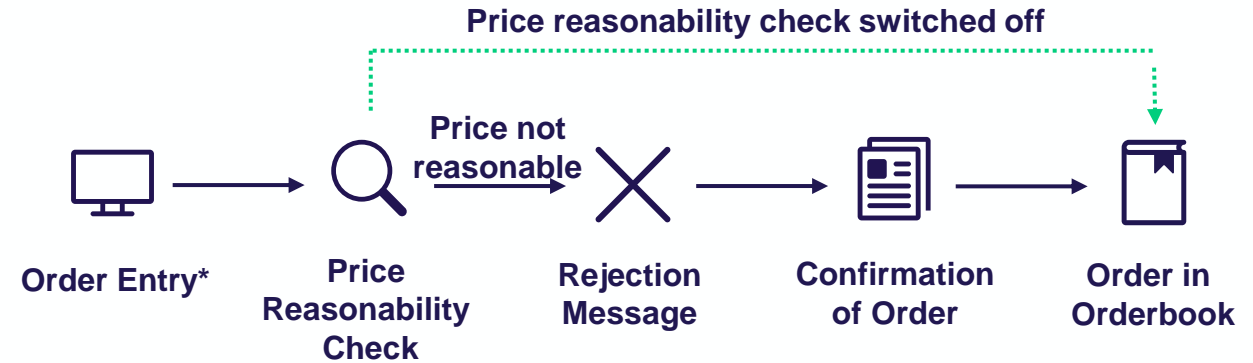 Price reasonability check switched off
Price not
reasonable
Order Entry*
Price
Reasonability
Check
Rejection
Message
Confirmation
of Order
Order in
Orderbook